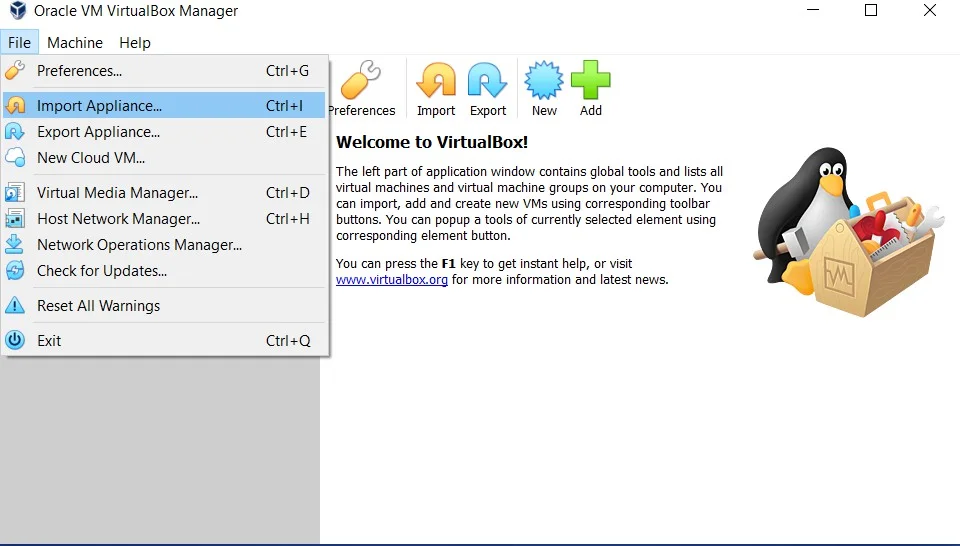 Oracle VM VirtualBox Manager
File Machine Help
Preferences... Ctrl+G
Import Appliance... Ctrl+I
Export Appliance... Ctrl+E
New Cloud VM...
Virtual Media Manager... Ctrl+D
Host Network Manager... Ctrl+H
Network Operations Manager...
Check for Updates...
Reset All Warnings
Exit Ctrl+Q
Preferences Import Export New Add
Welcome to VirtualBox!
The left part of application window contains global tools and lists all
virtual machines and virtual machine groups on your computer. You
can import, add and create new VMs using corresponding toolbar
buttons. You can popup a tools of currently selected element using
corresponding element button.
You can press the F1 key to get instant help, or visit
www.virtualbox.org for more information and latest news.